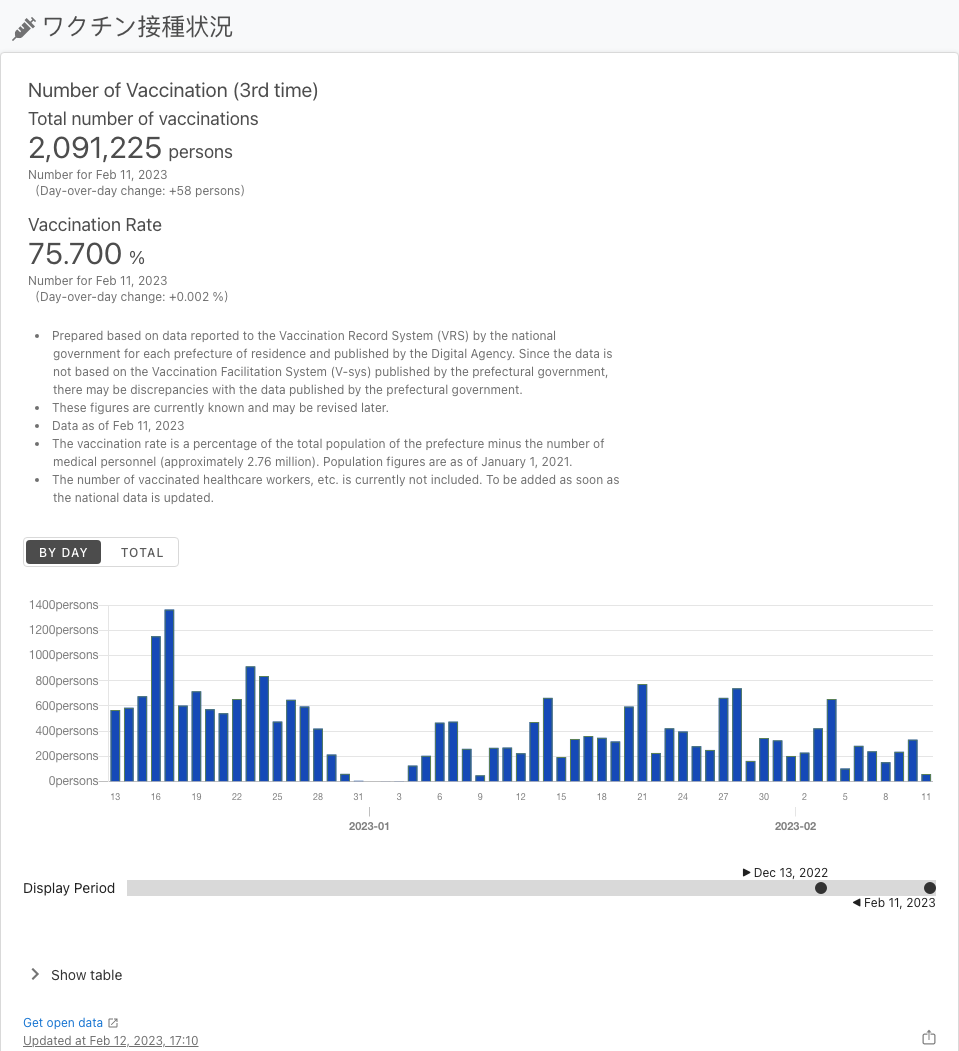 ワクチン接種状況
Number of Vaccination (3rd time)
Total number of vaccinations
2,091,225 persons
Number for Feb 11, 2023
(Day-over-day change: +58 persons)
Vaccination Rate
75.700 %
Number for Feb 11, 2023
(Day-over-day change: +0.002 %)
• Prepared based on data reported to the Vaccination Record System (VRS) by the national
government for each prefecture of residence and published by the Digital Agency. Since the data is
not based on the Vaccination Facilitation System (V-sys) published by the prefectural government,
there may be discrepancies with the data published by the prefectural government.
• These figures are currently known and may be revised later.
• Data as of Feb 11, 2023
• The vaccination rate is a percentage of the total population of the prefecture minus the number of
medical personnel (approximately 2.76 million). Population figures are as of January 1, 2021.
• The number of vaccinated healthcare workers, etc. is currently not included. To be added as soon as
the national data is updated.
BY DAY TOTAL
1400persons
1200persons
1000persons
800persons
600persons
400persons
200persons
0persons
13 16 19 22 25 28 31 3 6 9 12 15 18 21 24 27 30 2 5 8 11
2023-01 2023-02
Dec 13, 2022
Display Period
Feb 11, 2023
Show table
Get open data
Updated at Feb 12, 2023, 17:10